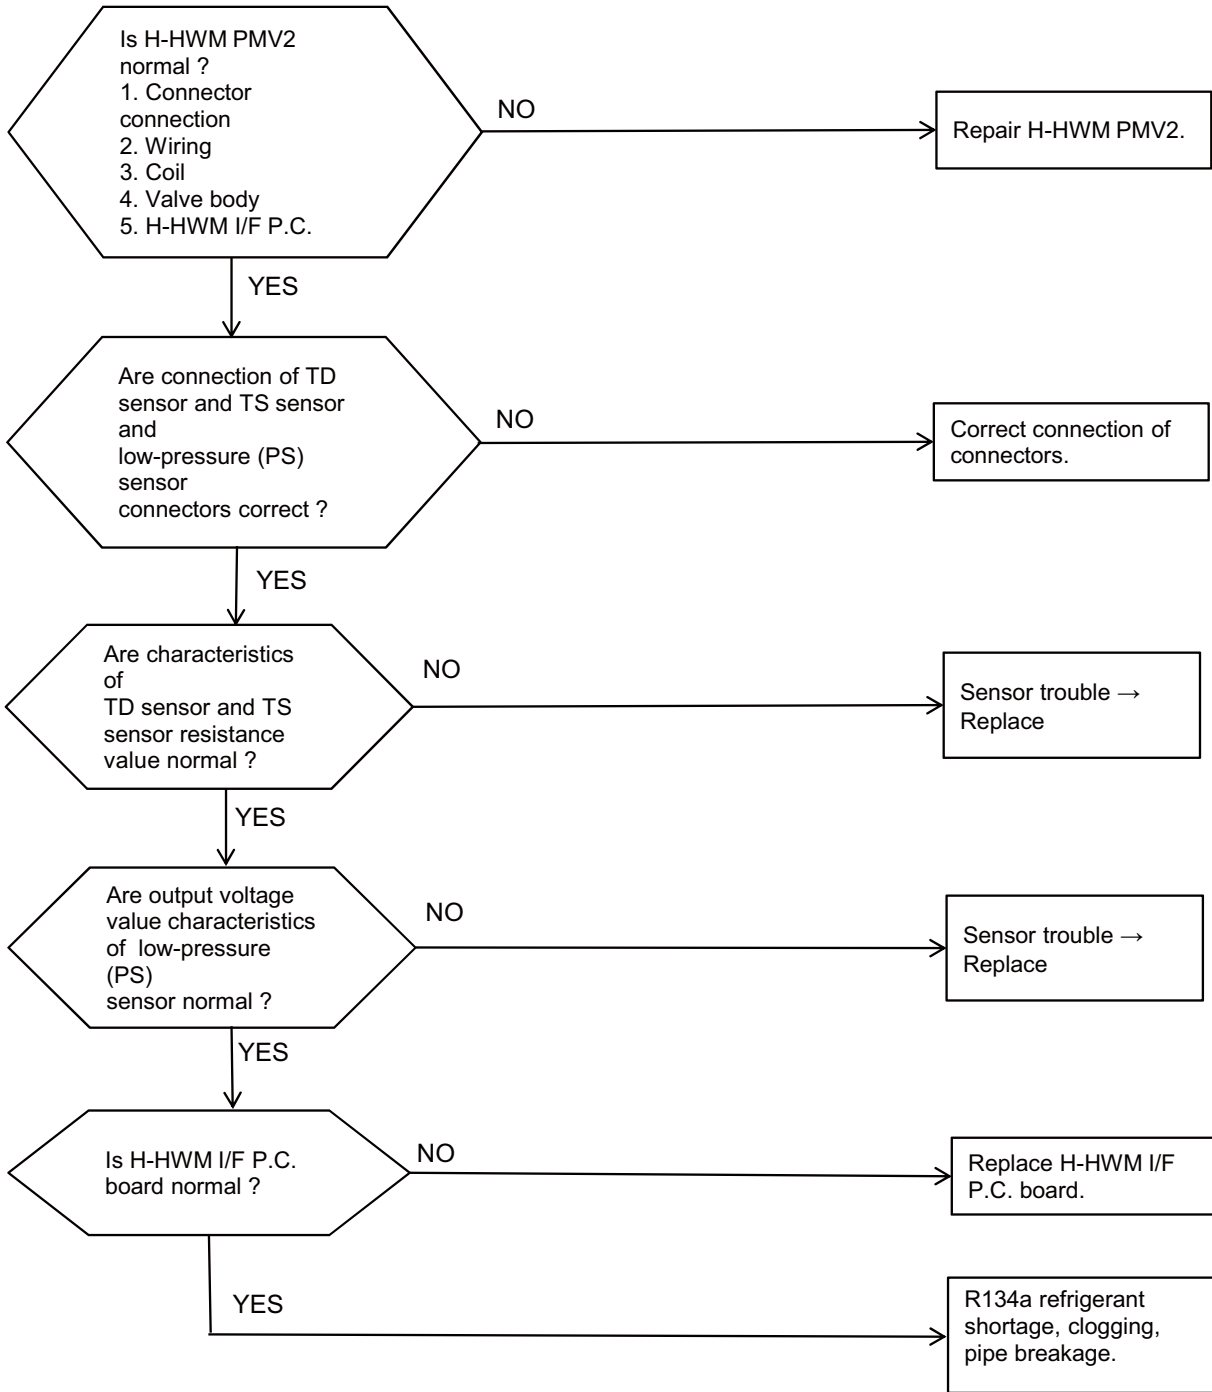 Is H-HWM PMV2
normal ?
1. Connector
connection
2. Wiring
3. Coil
4. Valve body
5. H-HWM I/F P.C.
NO
Repair H-HWM PMV2.
YES
Are connection of TD
sensor and TS sensor
and
low-pressure (PS)
sensor
connectors correct ?
NO
Correct connection of
connectors.
YES
Are characteristics
of
TD sensor and TS
sensor resistance
value normal ?
NO
Sensor trouble →
Replace
YES
Are output voltage
value characteristics
of  low-pressure
(PS)
sensor normal ?
NO
Sensor trouble →
Replace
YES
Is H-HWM I/F P.C.
board normal ?
NO
Replace H-HWM I/F
P.C. board.
YES
R134a refrigerant
shortage, clogging,
pipe breakage.